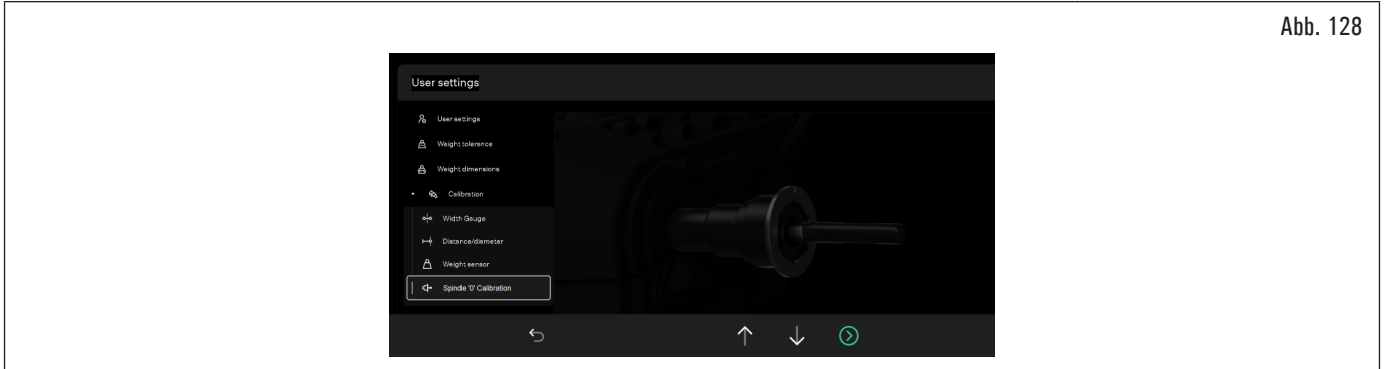 Abb. 128
User settings
User settings
Weight tolerance
Weight dimensions
Calibration
Width Gauge
Distance/diameter
Weight sensor
Spindle '0' Calibration